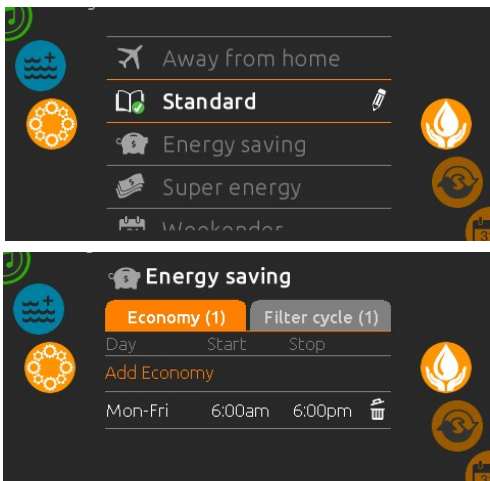 Away from home
Standard
Energy saving
Super energy
Weekender
Energy saving
Economy (1) Filter cycle (1)
Day Start Stop
Add Economy
Mon-Fri 6:00am 6:00pm